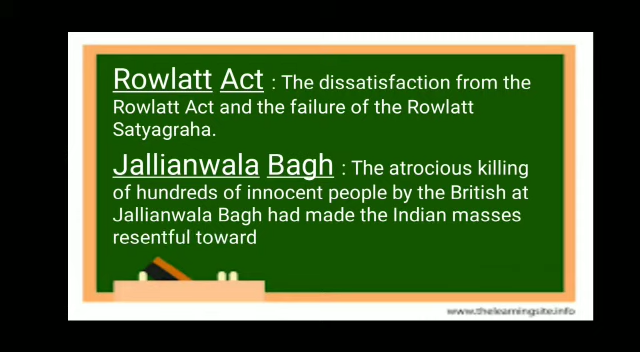 Rowlatt Act : The dissatisfaction from the
Rowlatt Act and the failure of the Rowlatt
Satyagraha.
Jallianwala Bagh : The atrocious killing
of hundreds of innocent people by the British at
Jallianwala Bagh had made the Indian masses
resentful toward
www.thelearningsite.info